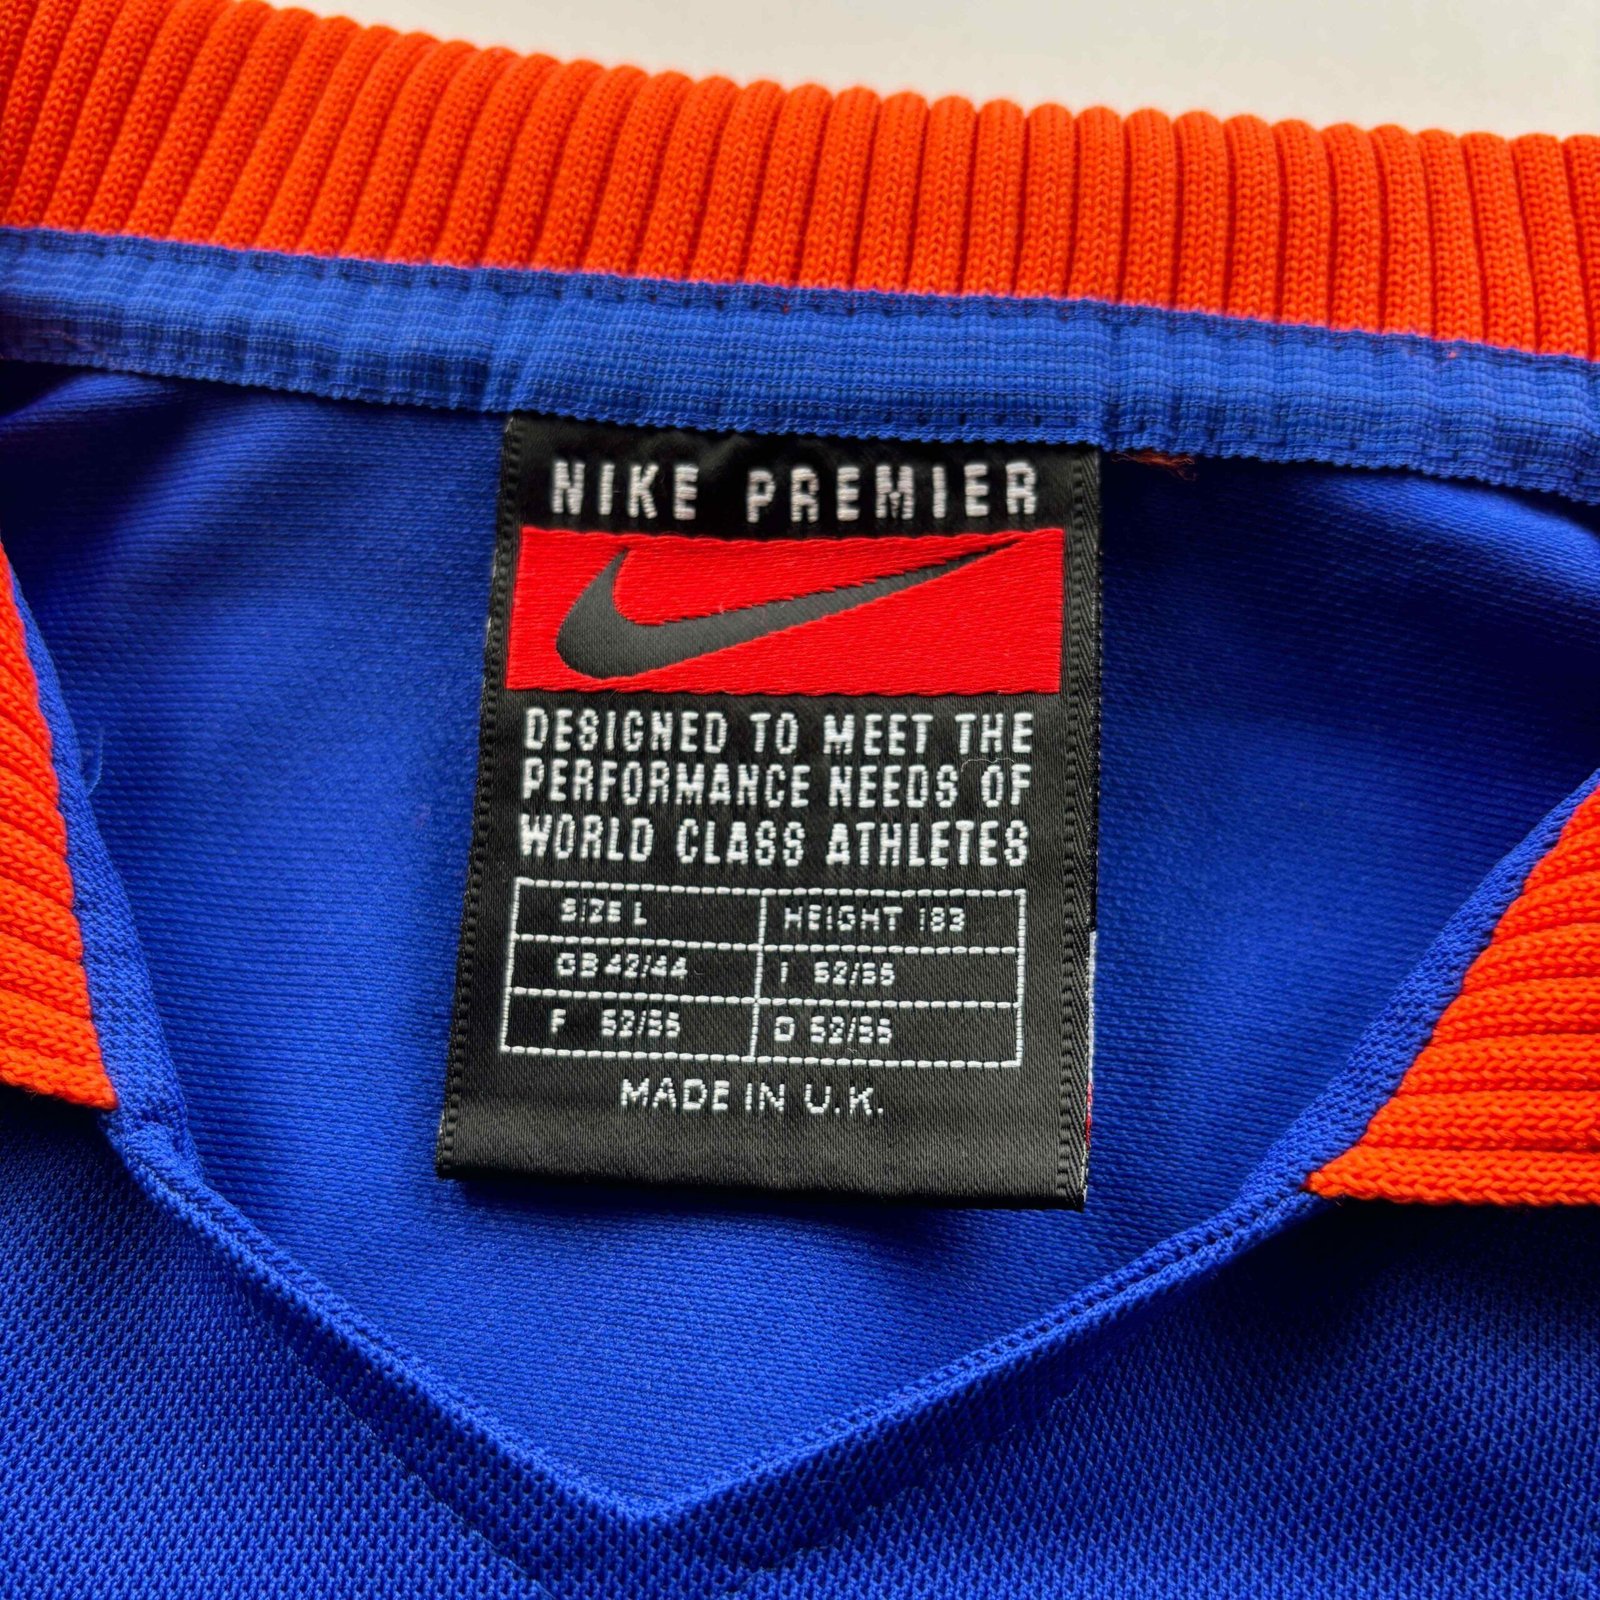 NIKE PREMIER
DESIGNED TO MEET THE
PERFORMANCE NEEDS OF
WORLD CLASS ATHLETES
SIZE L HEIGHT 183
GB 42/44 I 52/55
F 52/55 D 52/55
MADE IN U.K.